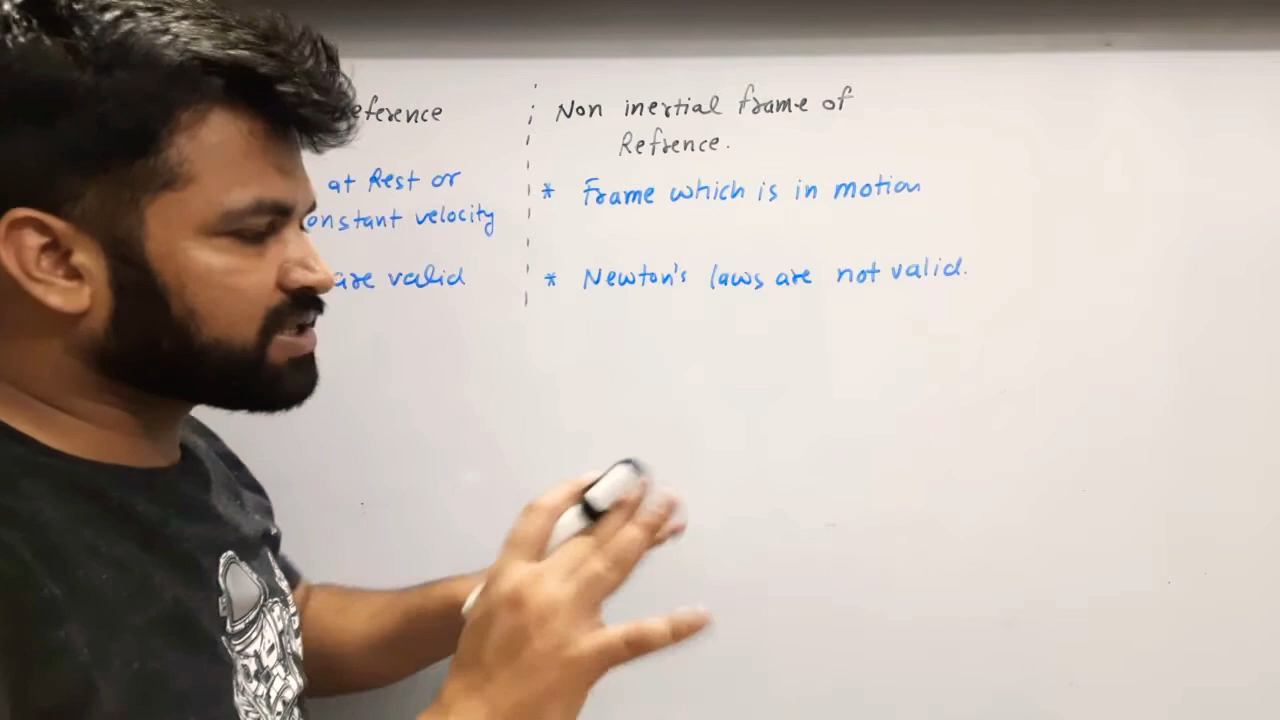 eference
at Rest or
onstant velocity
are valid
Non inertial frame of
Refrence.
* Frame which is in motion
* Newton's laws are not valid.